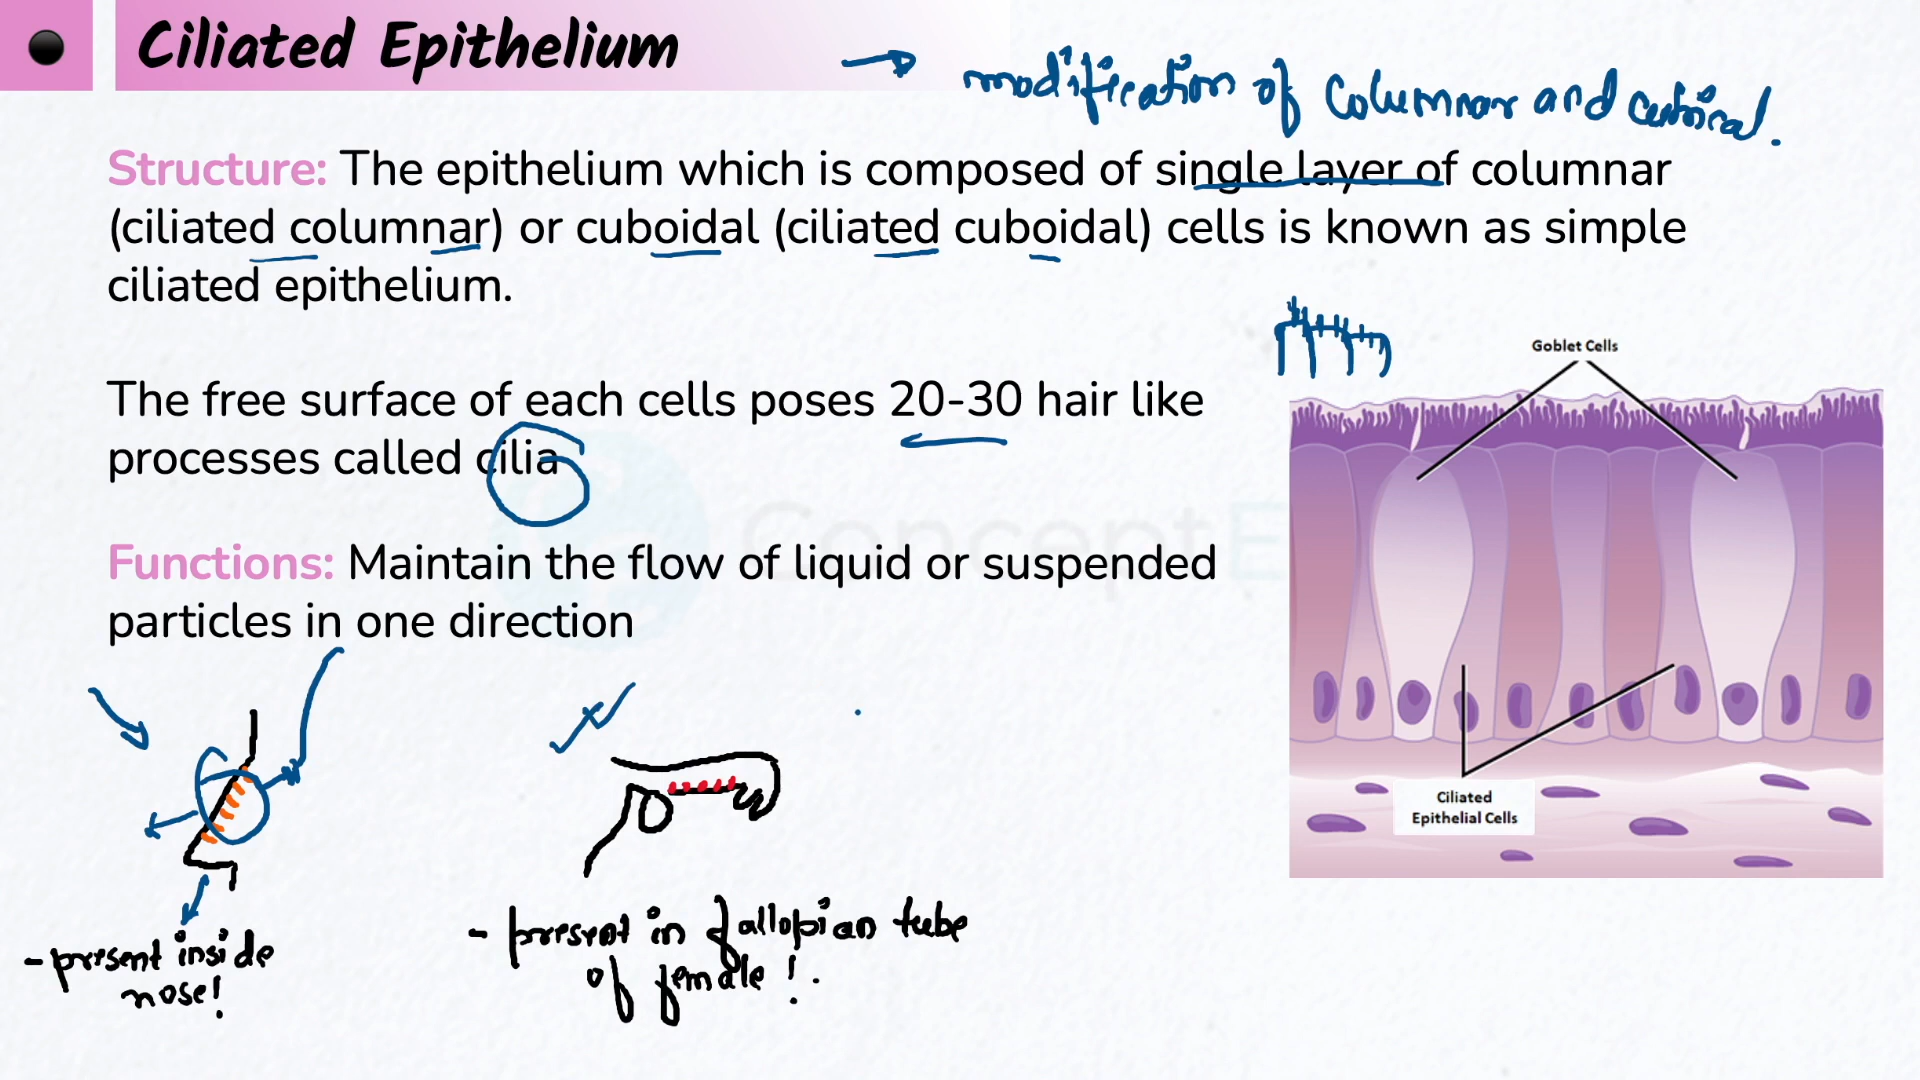 Ciliated Epithelium
modification of columnar and cuboidal.
Structure: The epithelium which is composed of single layer of columnar
(ciliated columnar) or cuboidal (ciliated cuboidal) cells is known as simple
ciliated epithelium.
Goblet Cells
The free surface of each cells poses 20-30 hair like
processes called cilia
ConceptE
Functions: Maintain the flow of liquid or suspended
particles in one direction
Ciliated
Epithelial Cells
- present inside
nose!
- present in fallopian tube
of female!.